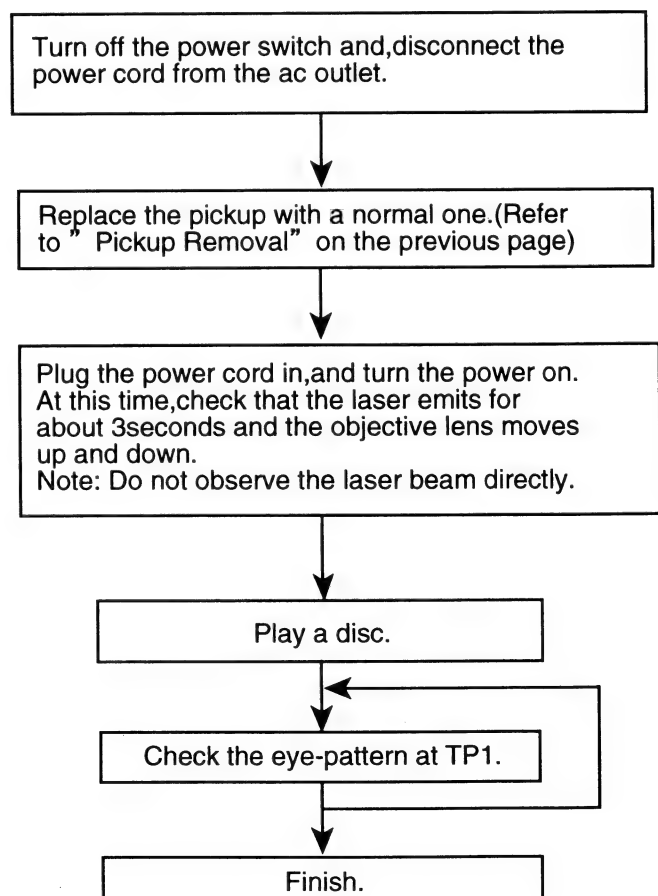 Turn off the power switch and,disconnect the
power cord from the ac outlet.
Replace the pickup with a normal one.(Refer
to ” Pickup Removal” on the previous page)
Plug the power cord in,and turn the power on.
At this time,check that the laser emits for
about 3seconds and the objective lens moves
up and down.
Note: Do not observe the laser beam directly.
Play a disc.
Check the eye-pattern at TP1.
Finish.